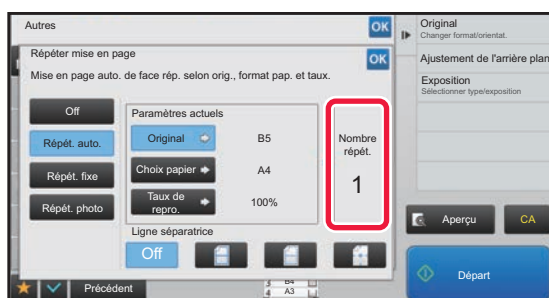 Autres
OK
Répéter mise en page
OK
Mise en page auto. de face rép. selon orig., format pap. et taux.
Off
Répét. auto.
Répét. fixe
Répét. photo
Paramètres actuels
Original
B5
Choix papier
A4
Taux de
repro.
100%
Nombre
répét.
1
Ligne séparatrice
Off
Précédent
A3
Original
Changer format/orientat.
Ajustement de l'arrière plan
Exposition
Sélectionner type/exposition
Aperçu
CA
Départ